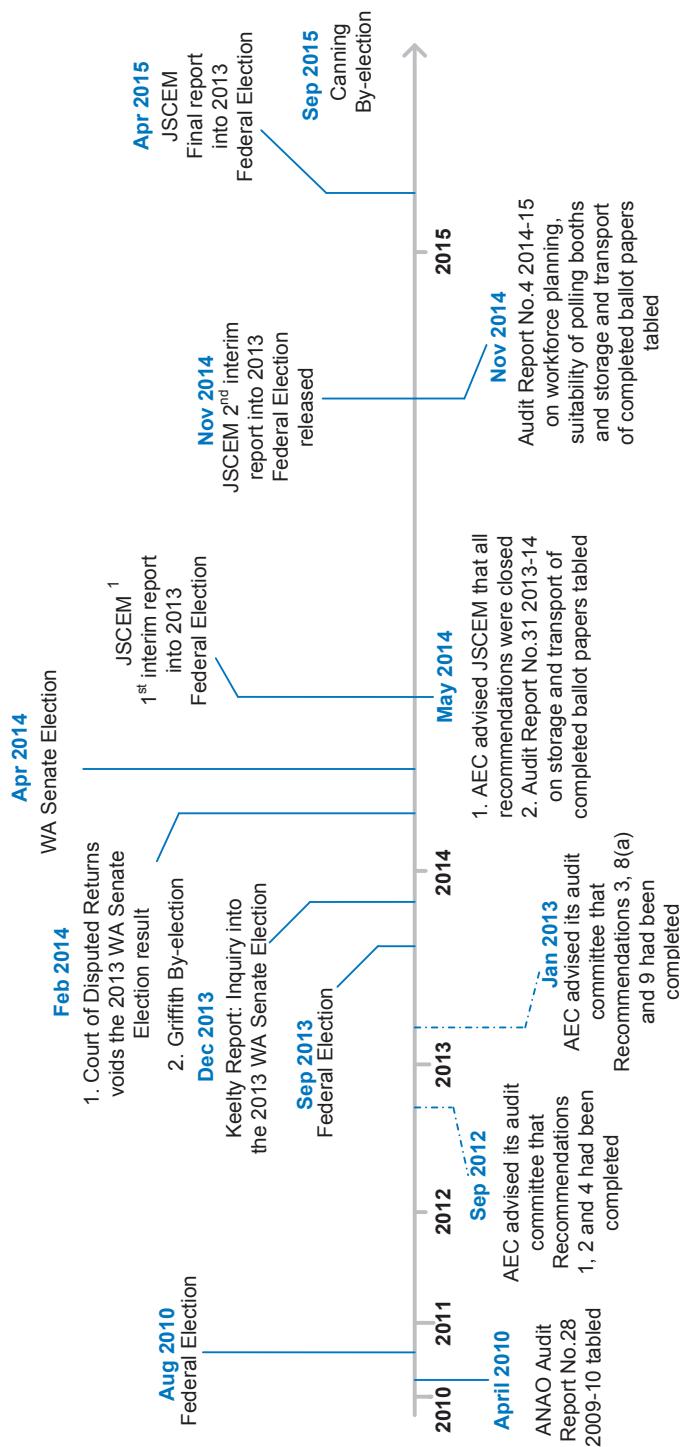 Aug 2010
Federal Election
Feb 2014
1. Court of Disputed Returns
voids the 2013 WA Senate
Election result
2. Griffith By-election
Dec 2013
Keelty Report: Inquiry into
the 2013 WA Senate Election
Sep 2013
Federal Election
Apr 2014
WA Senate Election
JSCEM 1
1st interim report
into 2013
Federal Election
Nov 2014
JSCEM 2nd interim
report into 2013
Federal Election
released
Apr 2015
JSCEM
Final report
into 2013
Federal Election
Sep 2015
Canning
By-election
2010
2011
2012
2013
2014
2015
April 2010
ANAO Audit
Report No.28
2009-10 tabled
Sep 2012
AEC advised its audit
committee that
Recommendations
1, 2 and 4 had been
completed
Jan 2013
AEC advised its audit
committee that
Recommendations 3, 8(a)
and 9 had been
completed
May 2014
1. AEC advised JSCEM that all
recommendations were closed
2. Audit Report No.31 2013-14
on storage and transport of
completed ballot papers tabled
Nov 2014
Audit Report No.4 2014-15
on workforce planning,
suitability of polling booths
and storage and transport
of completed ballot papers
tabled